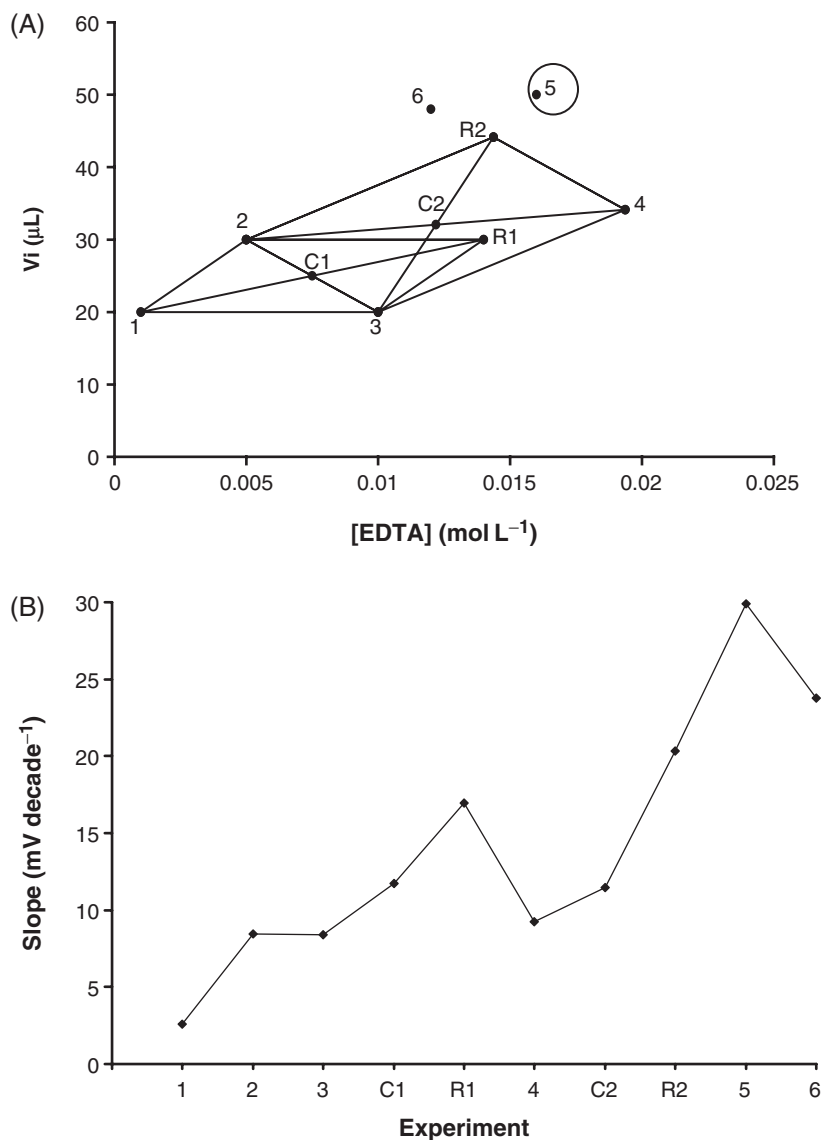 (A)
60
50
40
30
20
10
0
Vi (μL)
6
5
R2
4
C2
2
R1
C1
1
3
0 0.005 0.01 0.015 0.02 0.025
[EDTA] (mol L⁻¹)
(B)
30
25
20
15
10
5
0
Slope (mV decade⁻¹)
1 2 3 C1 R1 4 C2 R2 5 6
Experiment